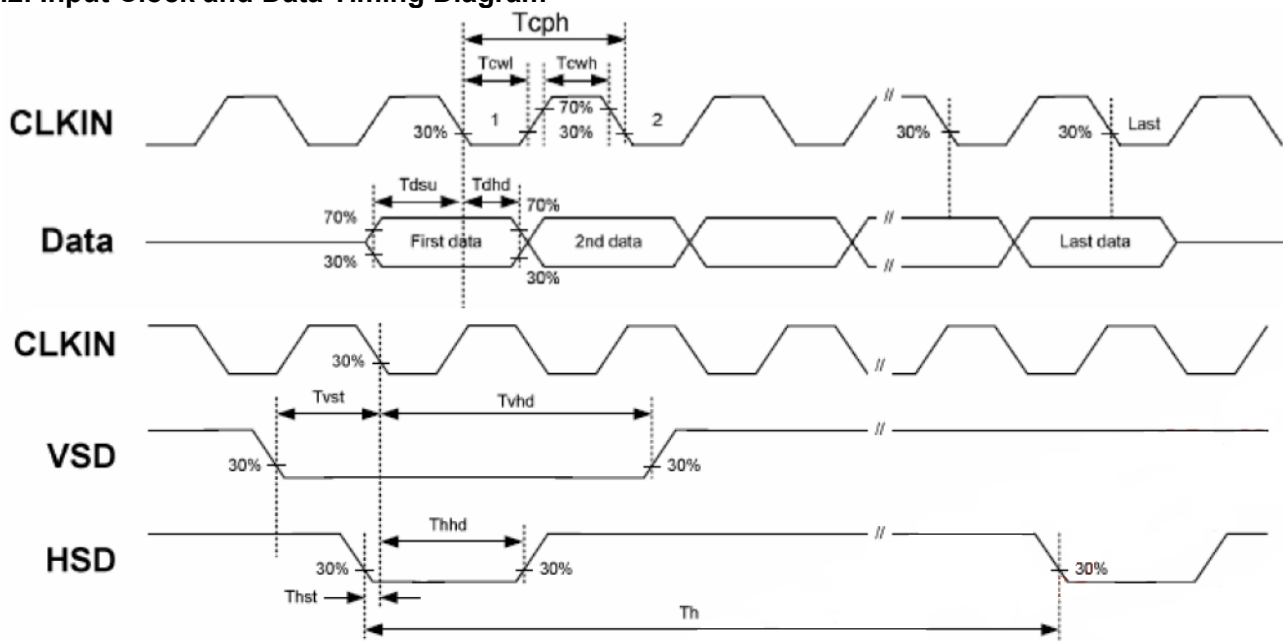 .2. Input Clock and Data Timing Diagram
Tcph
Tcwl
Tcwh
CLKIN
30%
1
70%
30%
2
//
30%
30%
Last
Tdsu
Tdhd
70%
70%
Data
First data
2nd data
//
Last data
30%
30%
//
CLKIN
30%
//
Tvst
Tvhd
VSD
30%
30%
//
Thhd
HSD
30%
30%
//
30%
Thst
Th